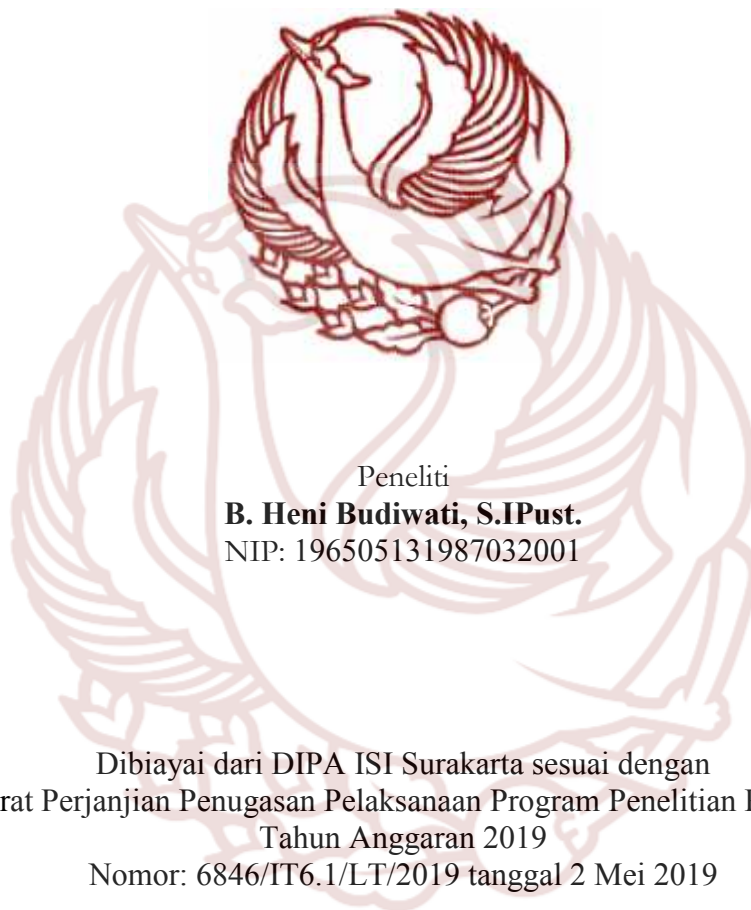 Peneliti
B. Heni Budiwati, S.IPust.
NIP: 196505131987032001
Dibiayai dari DIPA ISI Surakarta sesuai dengan
Perjanjian Penugasan Pelaksanaan Program Penelitian
Tahun Anggaran 2019
Nomor: 6846/IT6.1/LT/2019 tanggal 2 Mei 2019